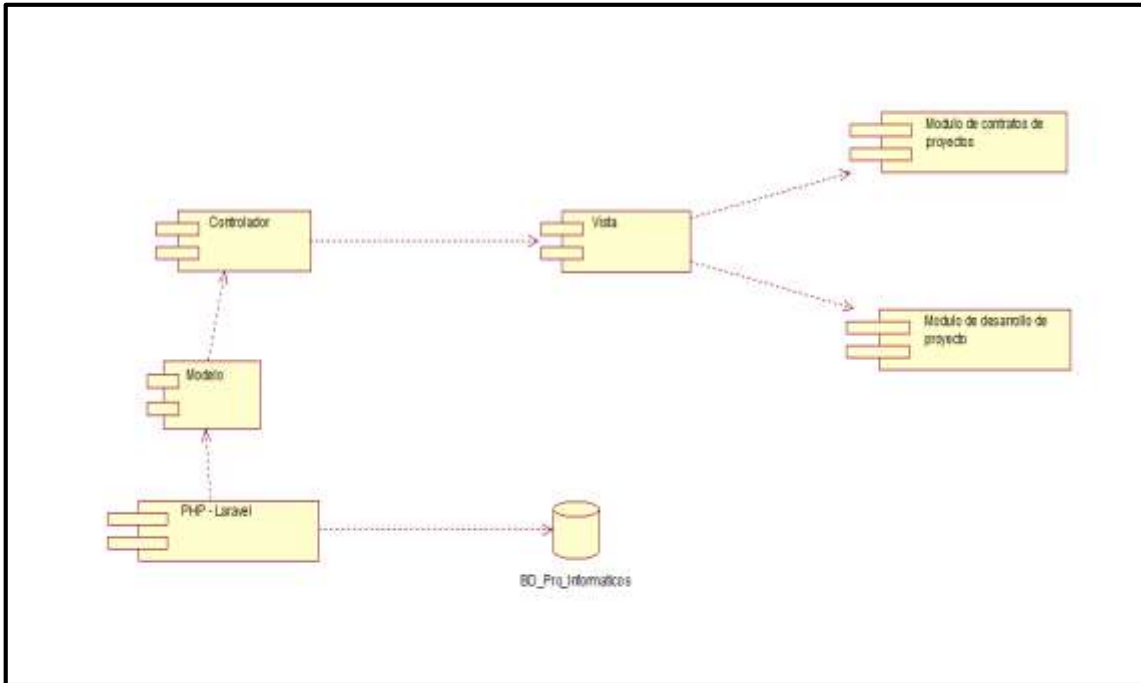 Modulo de contratos de
proyectos
Controlador
Vista
Modulo de desarrollo de
proyecto
Modelo
PHP - Laravel
BD_Pro_Informaticos